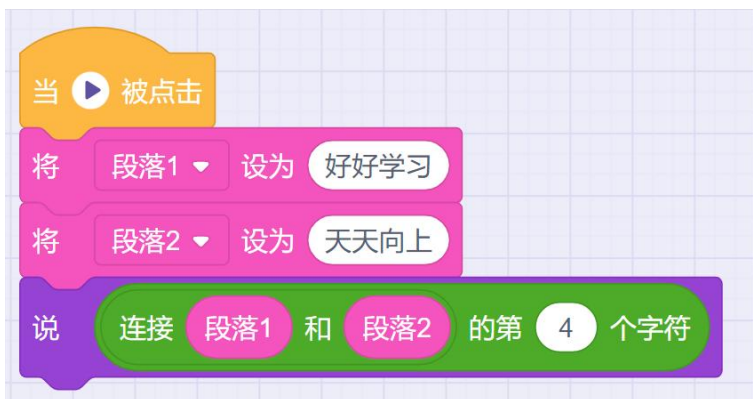 当 被点击
将 段落1 设为 好好学习
将 段落2 设为 天天向上
说 连接 段落1 和 段落2 的第 4 个字符